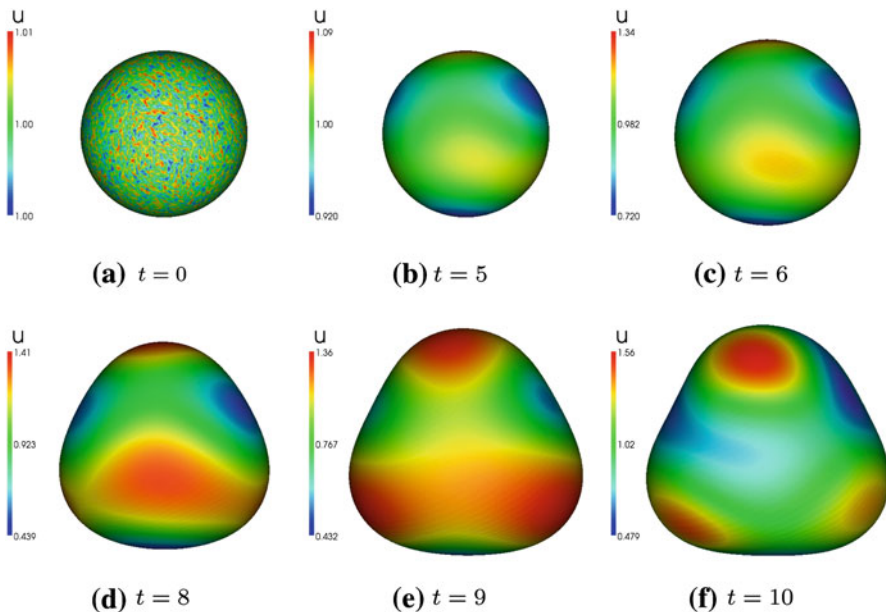 u
1.01
1.00
1.00
(a) t = 0
u
1.09
1.00
0.920
(b) t = 5
u
1.34
0.982
0.720
(c) t = 6
u
1.41
0.923
0.439
(d) t = 8
u
1.36
0.767
0.432
(e) t = 9
u
1.56
1.02
0.479
(f) t = 10